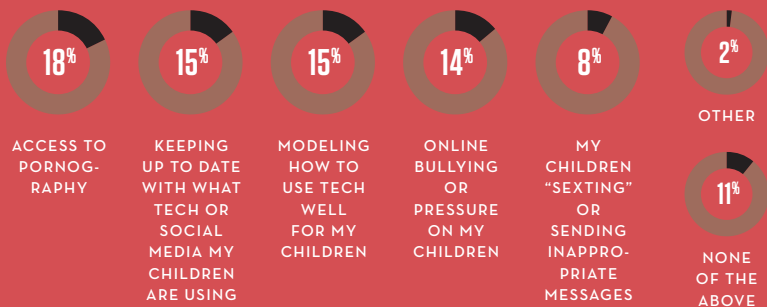 18%
ACCESS TO
PORNOG-
RAPHY
15%
KEEPING
UP TO DATE
WITH WHAT
TECH OR
SOCIAL
MEDIA MY
CHILDREN
ARE USING
15%
MODELING
HOW TO
USE TECH
WELL
FOR MY
CHILDREN
14%
ONLINE
BULLYING
OR
PRESSURE
ON MY
CHILDREN
8%
MY
CHILDREN
“SEXTING”
OR
SENDING
INAPPRO-
PRIATE
MESSAGES
2%
OTHER
11%
NONE
OF THE
ABOVE